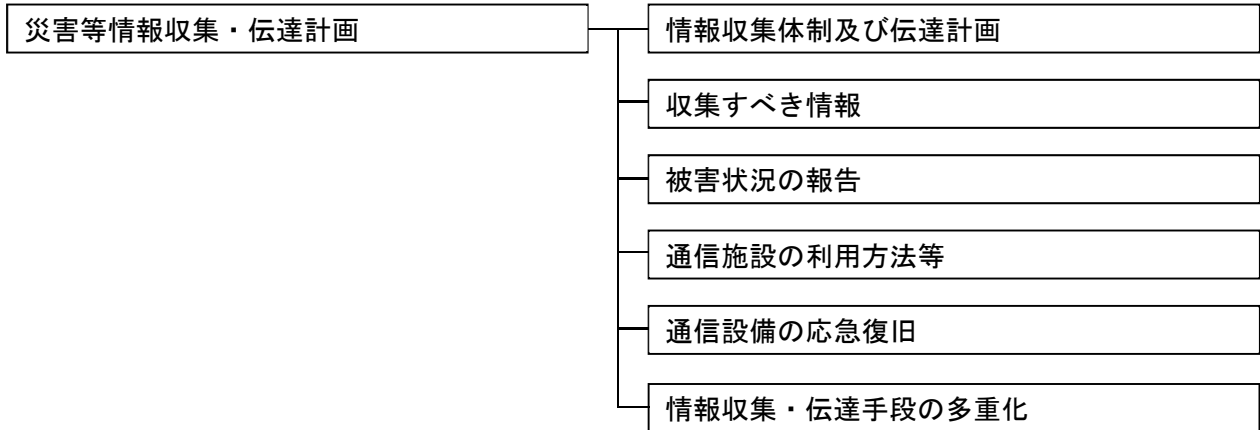 災害等情報収集・伝達計画
情報収集体制及び伝達計画
収集すべき情報
被害状況の報告
通信施設の利用方法等
通信設備の応急復旧
情報収集・伝達手段の多重化